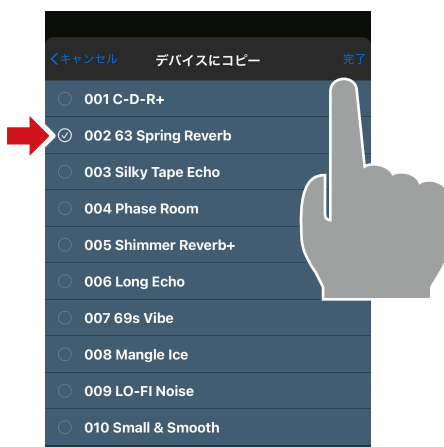 キャンセル デバイスにコピー 完了
001 C-D-R+
002 63 Spring Reverb
003 Silky Tape Echo
004 Phase Room
005 Shimmer Reverb+
006 Long Echo
007 69s Vibe
008 Mangle Ice
009 LO-FI Noise
010 Small & Smooth